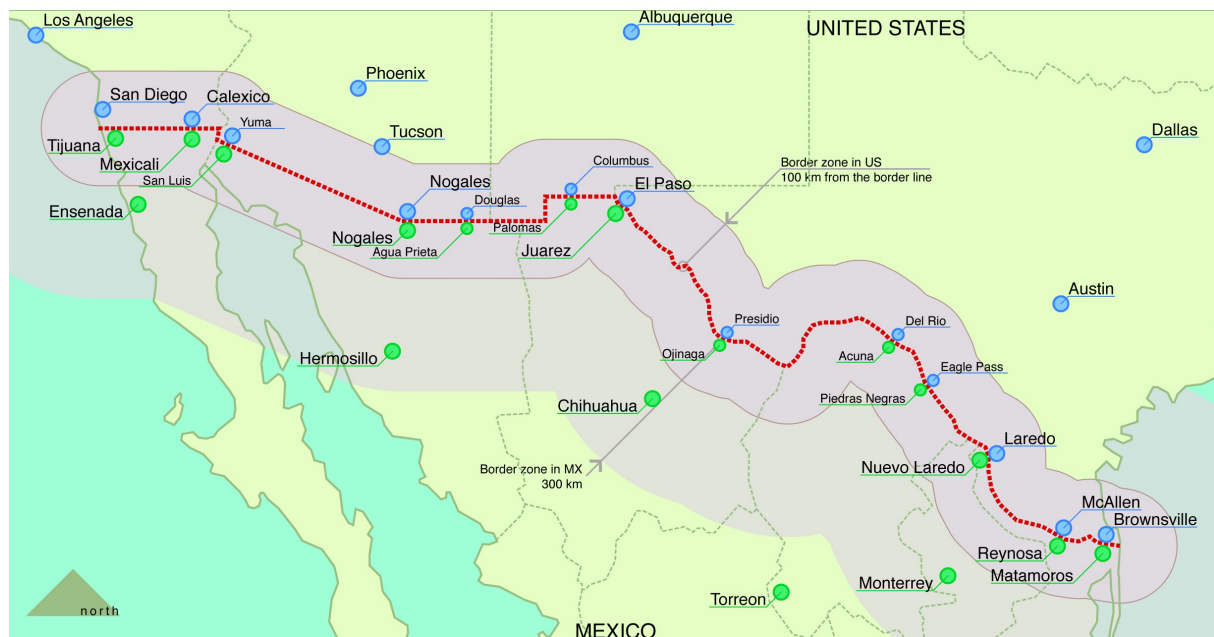 Los Angeles
Albuquerque
UNITED STATES
Phoenix
San Diego
Calexico
Yuma
Tucson
Dallas
Tijuana
Mexicali
San Luis
Columbus
Border zone in US
100 km from the border line
El Paso
Nogales
Douglas
Ensenada
Nogales
Agua Prieta
Palomas
Juarez
Austin
Presidio
Del Rio
Hermosillo
Ojinaga
Acuna
Eagle Pass
Piedras Negras
Chihuahua
Laredo
Border zone in MX
300 km
Nuevo Laredo
McAllen
Brownsville
Reynosa
Matamoros
Monterrey
Torreon
north
MEXICO